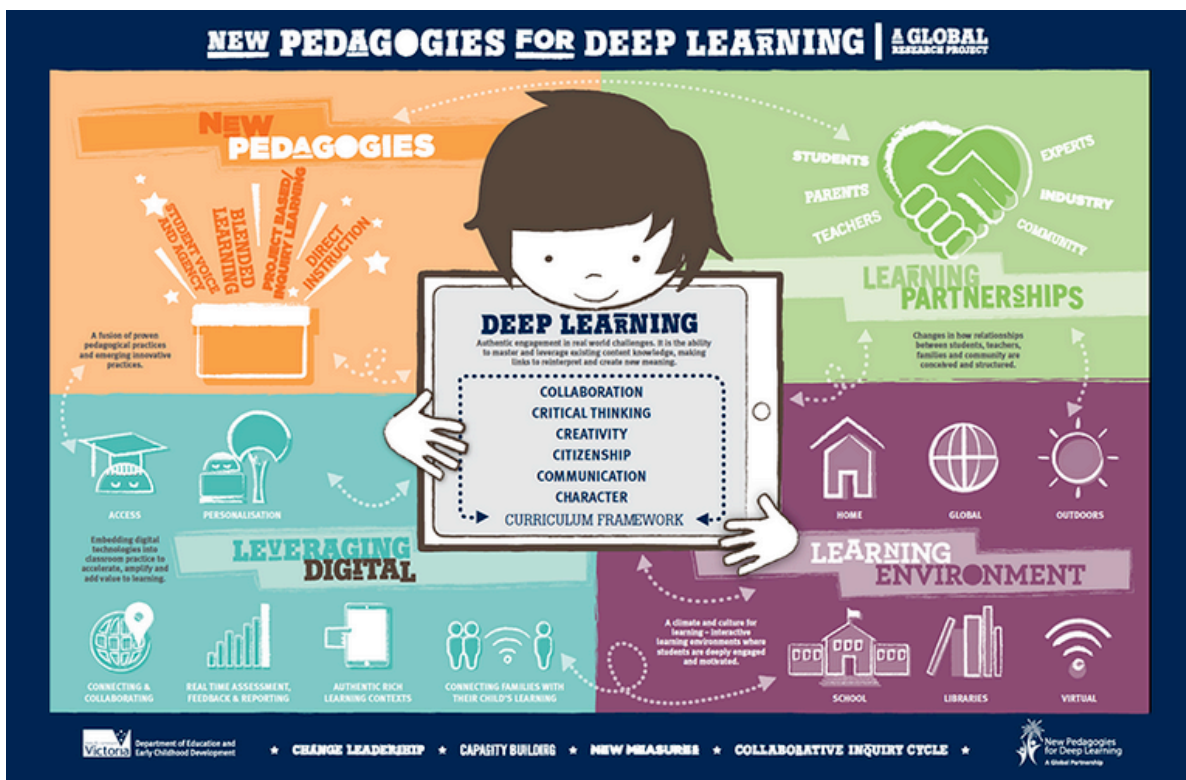 NEW PEDAGOGIES FOR DEEP LEARNING | A GLOBAL
RESEARCH PROJECT
NEW
PEDAGOGIES
STUDENT VOICE
AND AGENCY
BLENDED
LEARNING
PROJECT BASED/
INQUIRY LEARNING
DIRECT
INSTRUCTION
A fusion of proven
pedagogical practices
and emerging innovative
practices.
STUDENTS
PARENTS
TEACHERS
EXPERTS
INDUSTRY
COMMUNITY
LEARNING
PARTNERSHIPS
Changes in how relationships
between students, teachers,
families and community are
conceived and structured.
DEEP LEARNING
Authentic engagement in real world challenges. It is the ability
to master and leverage existing content knowledge, making
links to reinterpret and create new meaning.
COLLABORATION
CRITICAL THINKING
CREATIVITY
CITIZENSHIP
COMMUNICATION
CHARACTER
CURRICULUM FRAMEWORK
ACCESS
PERSONALISATION
Embedding digital
technologies into
classroom practice to
accelerate, amplify and
add value to learning.
LEVERAGING
DIGITAL
CONNECTING &
COLLABORATING
REAL TIME ASSESSMENT,
FEEDBACK & REPORTING
AUTHENTIC RICH
LEARNING CONTEXTS
CONNECTING FAMILIES WITH
THEIR CHILD'S LEARNING
HOME
GLOBAL
OUTDOORS
LEARNING
ENVIRONMENT
A climate and culture for
learning – interactive
learning environments where
students are deeply engaged
and motivated.
SCHOOL
LIBRARIES
VIRTUAL
Victoria
Department of Education and
Early Childhood Development
★ CHANGE LEADERSHIP ★ CAPACITY BUILDING ★ NEW MEASURES ★ COLLABORATIVE INQUIRY CYCLE ★
New Pedagogies
for Deep Learning
A Global Partnership